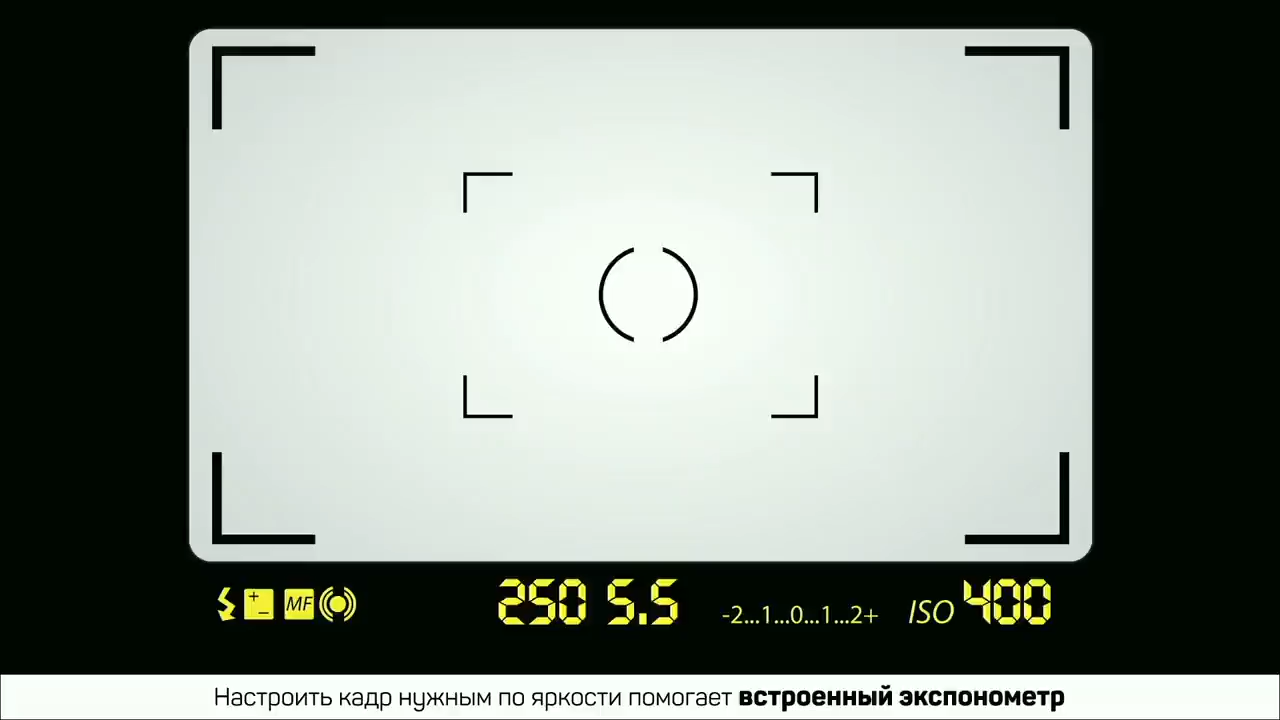 + − MF 250 5.5 -2...1...0...1...2+ ISO 400
Настроить кадр нужным по яркости помогает встроенный экспонометр